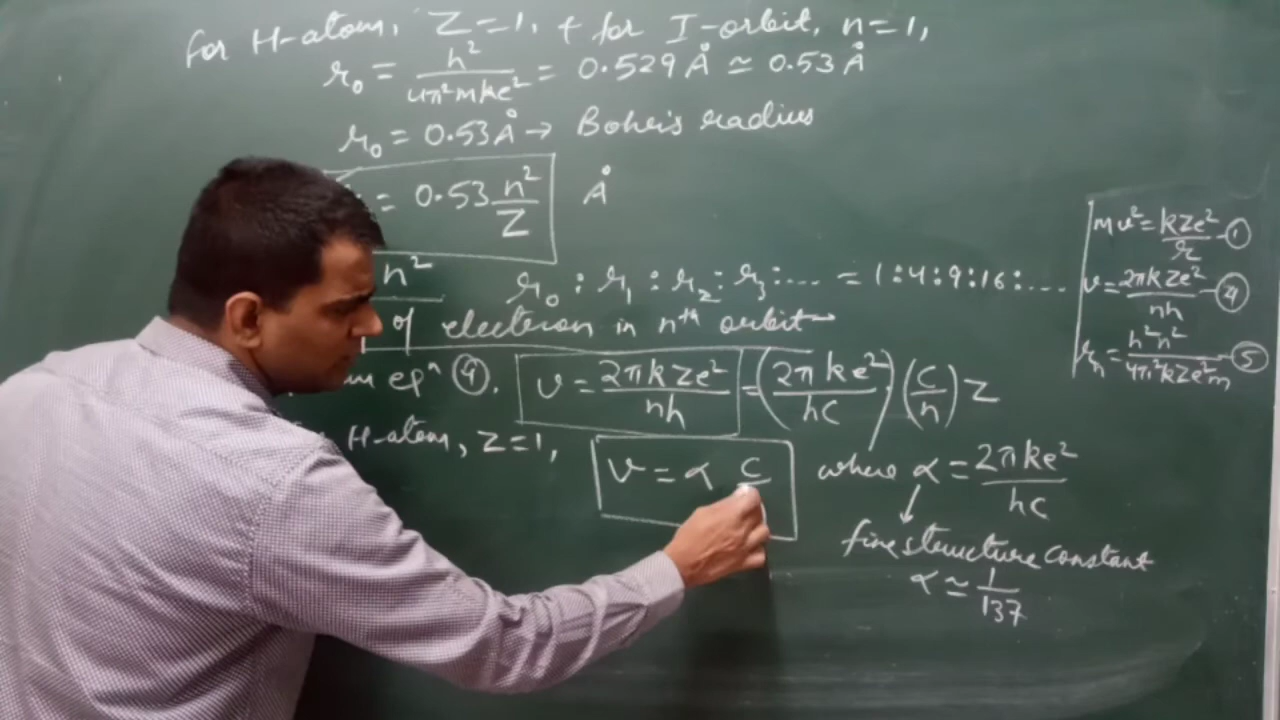 For H-atom, Z=1, + for I-orbit, n=1,
r₀ = h²/4π²mke² = 0.529 Å ≃ 0.53 Å
r₀ = 0.53 Å → Bohr's radius
= 0.53 n²/Z Å
n²
r₀ : r₁ : r₂ : r₃ : .... = 1:4:9:16: ....
of electron in nᵗʰ orbit
eqⁿ ④. v = 2πkZe²/nh = (2πke²/hc) · (c/n) Z
H-atom, Z=1,
v = α c
where α = 2πke²/hc
fine structure constant
α ≃ 1/137
mv² = kZe²/r —①
v = 2πkZe²/nh —④
rₙ = h²n²/4π²kZe²m —⑤